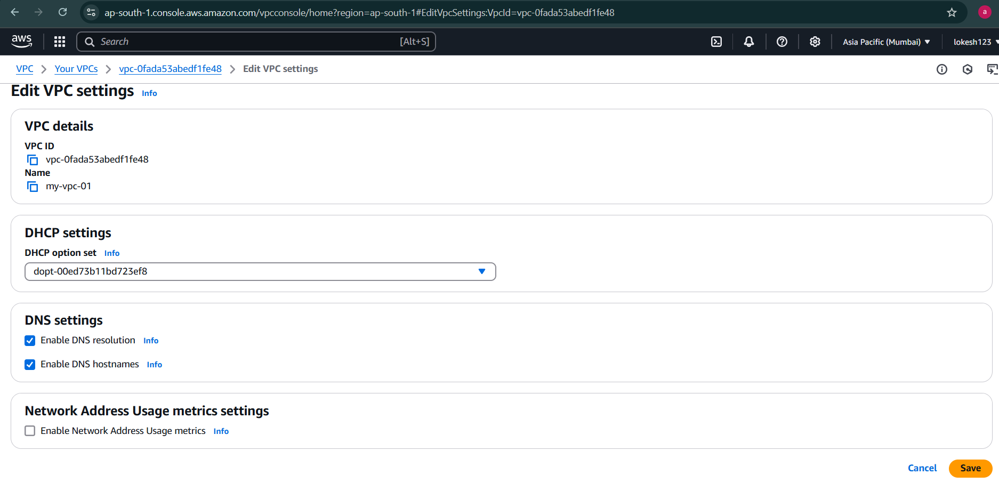 ap-south-1.console.aws.amazon.com/vpcconsole/home?region=ap-south-1#EditVpcSettings:VpcId=vpc-0fada53abedf1fe48
a
aws
Search
[Alt+S]
Asia Pacific (Mumbai)
lokesh123
VPC > Your VPCs > vpc-0fada53abedf1fe48 > Edit VPC settings
Edit VPC settings Info
VPC details
VPC ID
vpc-0fada53abedf1fe48
Name
my-vpc-01
DHCP settings
DHCP option set Info
dopt-00ed73b11bd723ef8
DNS settings
Enable DNS resolution Info
Enable DNS hostnames Info
Network Address Usage metrics settings
Enable Network Address Usage metrics Info
Cancel Save